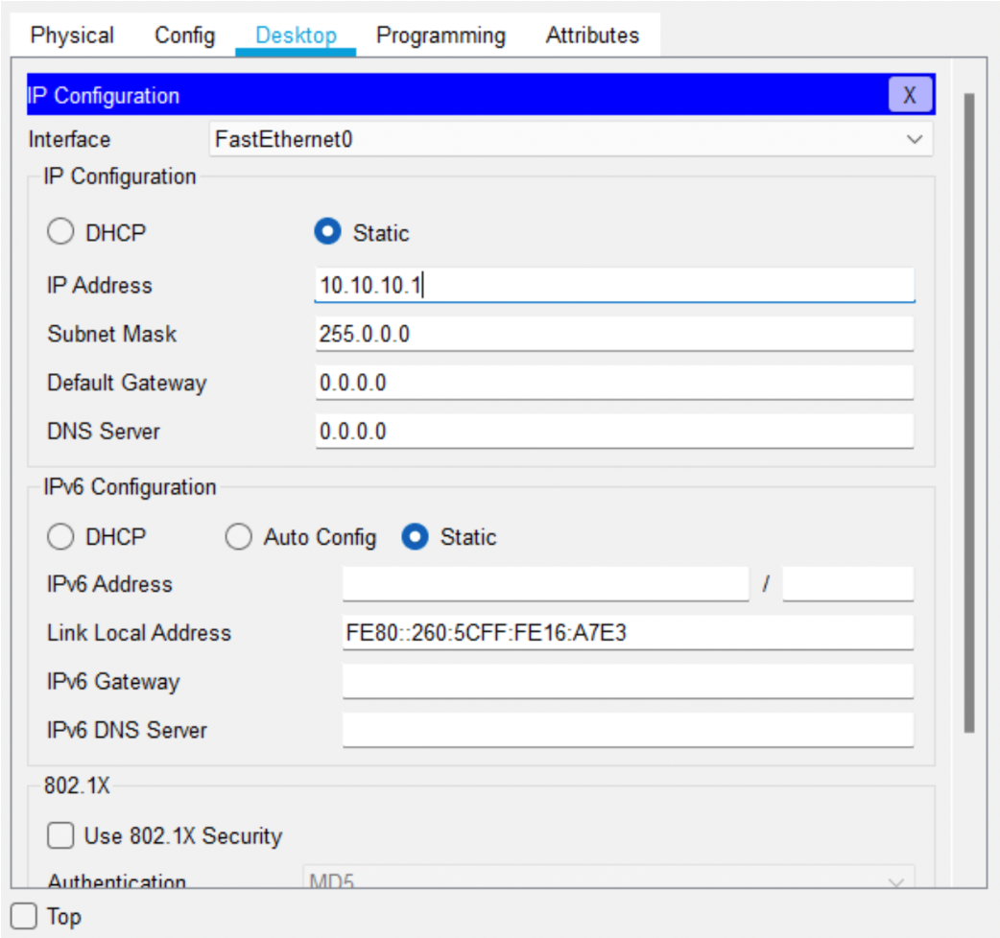 Physical Config Desktop Programming Attributes
IP Configuration X
Interface FastEthernet0
IP Configuration
DHCP Static
IP Address 10.10.10.1
Subnet Mask 255.0.0.0
Default Gateway 0.0.0.0
DNS Server 0.0.0.0
IPv6 Configuration
DHCP Auto Config Static
IPv6 Address /
Link Local Address FE80::260:5CFF:FE16:A7E3
IPv6 Gateway
IPv6 DNS Server
802.1X
Use 802.1X Security
Authentication MD5
Top